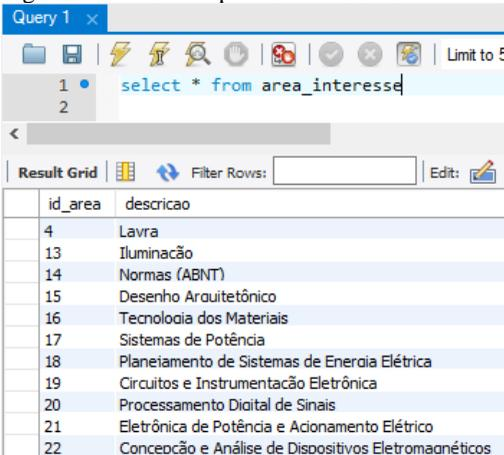 Query 1 ×
Limit to 5
1 select * from area_interesse
2
Result Grid Filter Rows: Edit:
id_area descricao
4 Lavra
13 Iluminação
14 Normas (ABNT)
15 Desenho Arquitetônico
16 Tecnologia dos Materiais
17 Sistemas de Potência
18 Planejamento de Sistemas de Energia Elétrica
19 Circuitos e Instrumentação Eletrônica
20 Processamento Digital de Sinais
21 Eletrônica de Potência e Acionamento Elétrico
22 Concepção e Análise de Dispositivos Eletromagnéticos